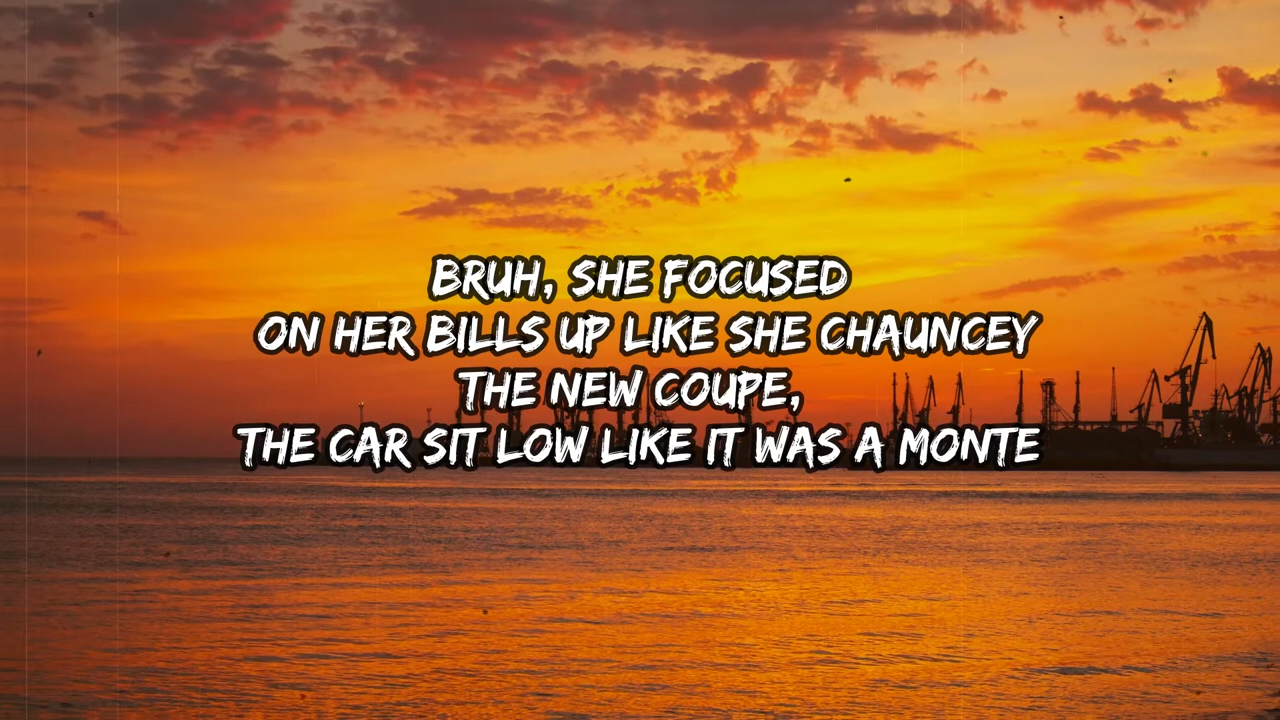 BRUH, SHE FOCUSED
ON HER BILLS UP LIKE SHE CHAUNCEY
THE NEW COUPE,
THE CAR SIT LOW LIKE IT WAS A MONTE